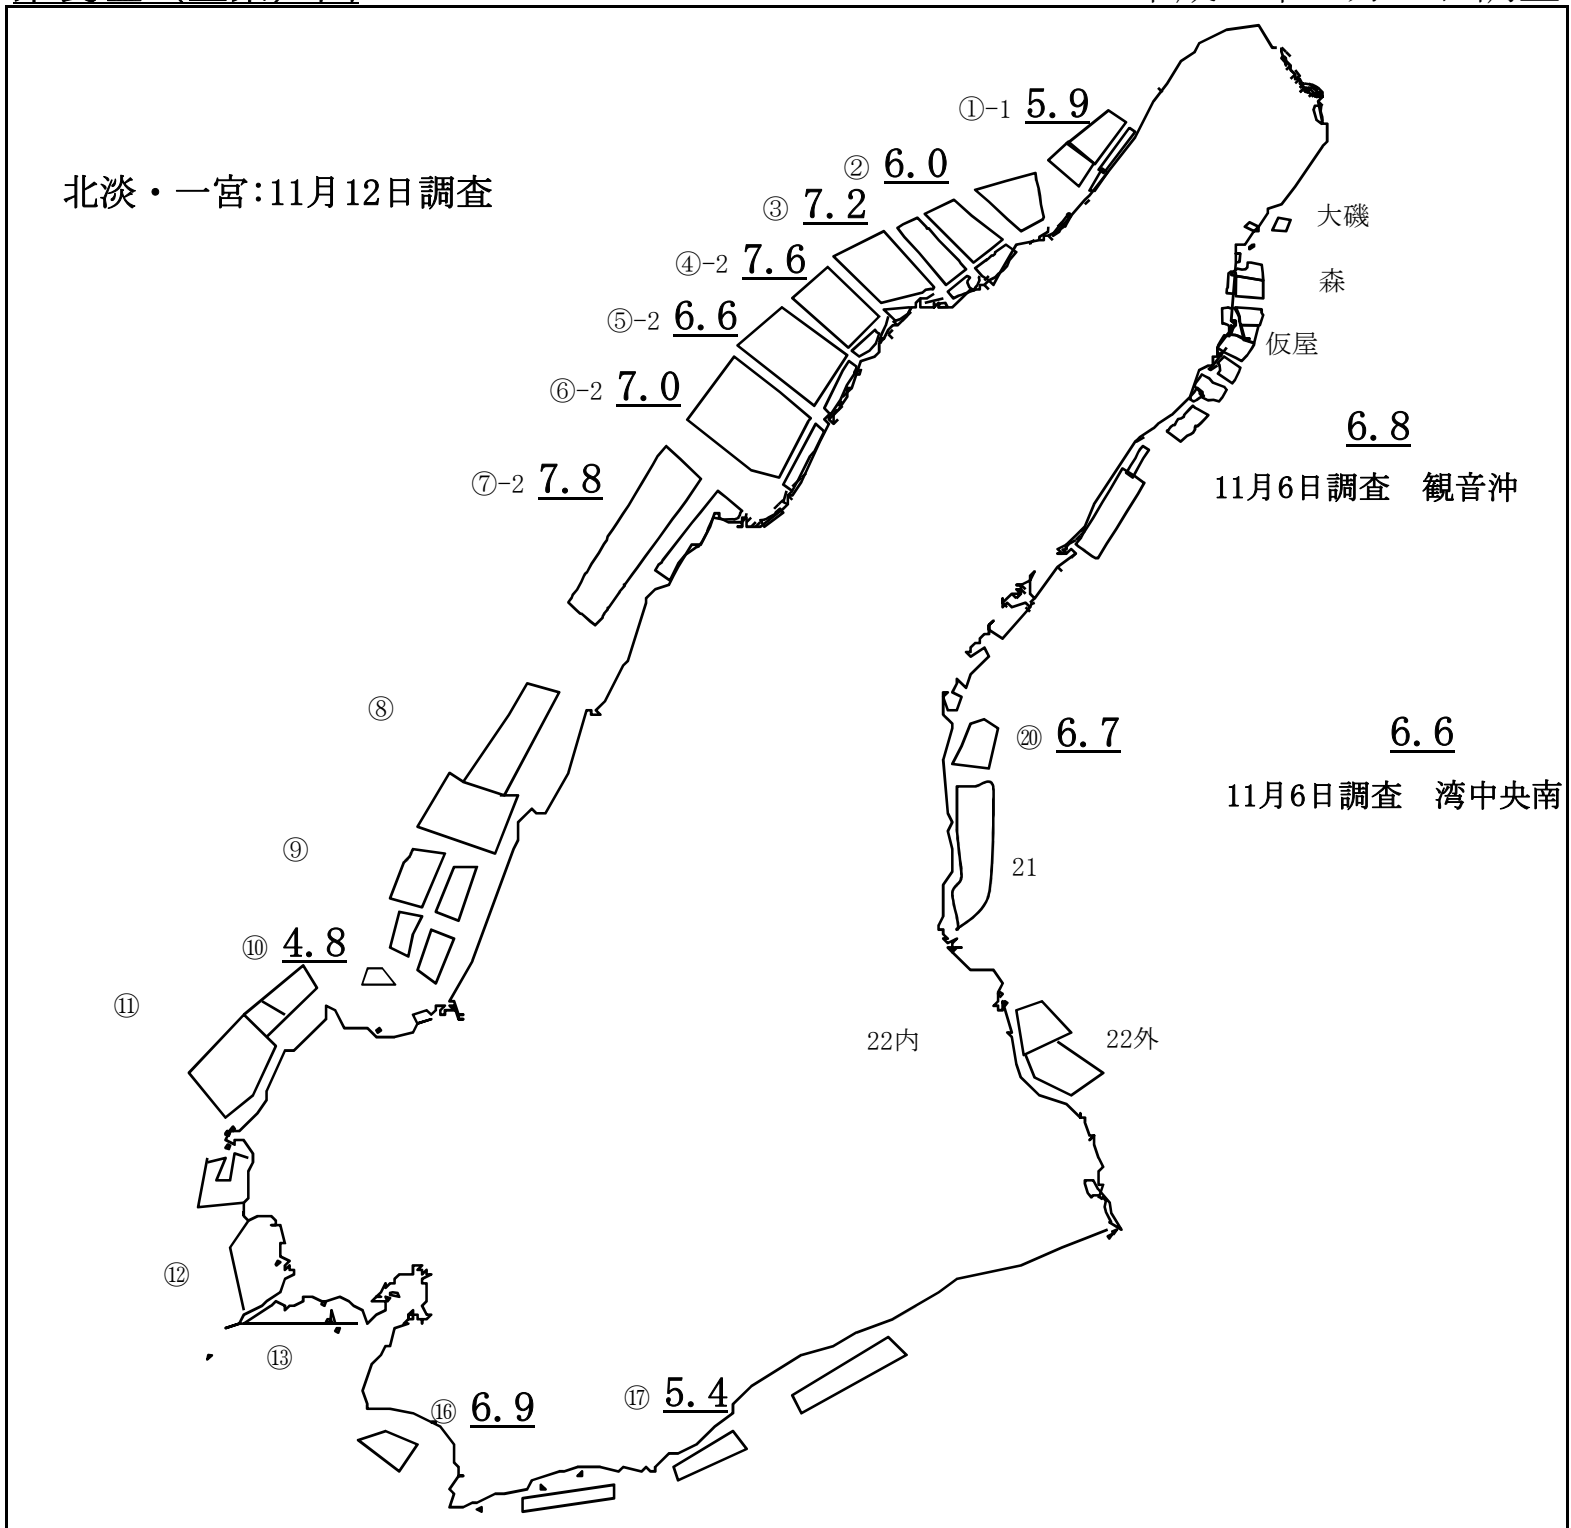 ①-1 5.9
② 6.0
北淡・一宮:11月12日調査
③ 7.2
大磯
④-2 7.6
森
⑤-2 6.6
仮屋
⑥-2 7.0
6.8
⑦-2 7.8
11月6日調査 観音沖
⑧
⑳ 6.7
6.6
11月6日調査 湾中央南
⑨
21
⑩ 4.8
⑪
22内
22外
⑫
⑬
⑯ 6.9
⑰ 5.4